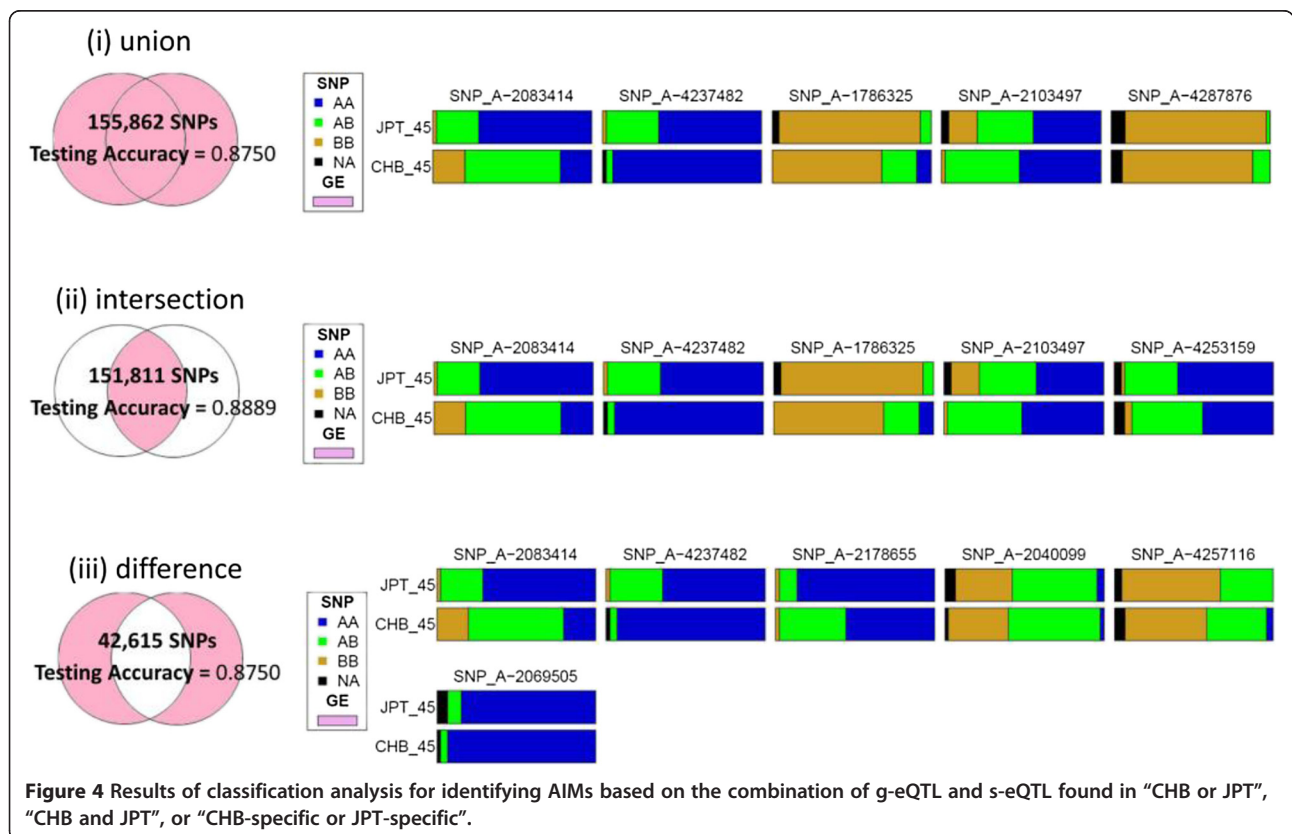 (i) union
155,862 SNPs
Testing Accuracy = 0.8750
SNP
AA
AB
BB
NA
GE
SNP_A-2083414 SNP_A-4237482 SNP_A-1786325 SNP_A-2103497 SNP_A-4287876
JPT_45
CHB_45
(ii) intersection
151,811 SNPs
Testing Accuracy = 0.8889
SNP
AA
AB
BB
NA
GE
SNP_A-2083414 SNP_A-4237482 SNP_A-1786325 SNP_A-2103497 SNP_A-4253159
JPT_45
CHB_45
(iii) difference
42,615 SNPs
Testing Accuracy = 0.8750
SNP
AA
AB
BB
NA
GE
SNP_A-2083414 SNP_A-4237482 SNP_A-2178655 SNP_A-2040099 SNP_A-4257116
JPT_45
CHB_45
SNP_A-2069505
JPT_45
CHB_45
Figure 4 Results of classification analysis for identifying AIMs based on the combination of g-eQTL and s-eQTL found in “CHB or JPT”,
“CHB and JPT”, or “CHB-specific or JPT-specific”.